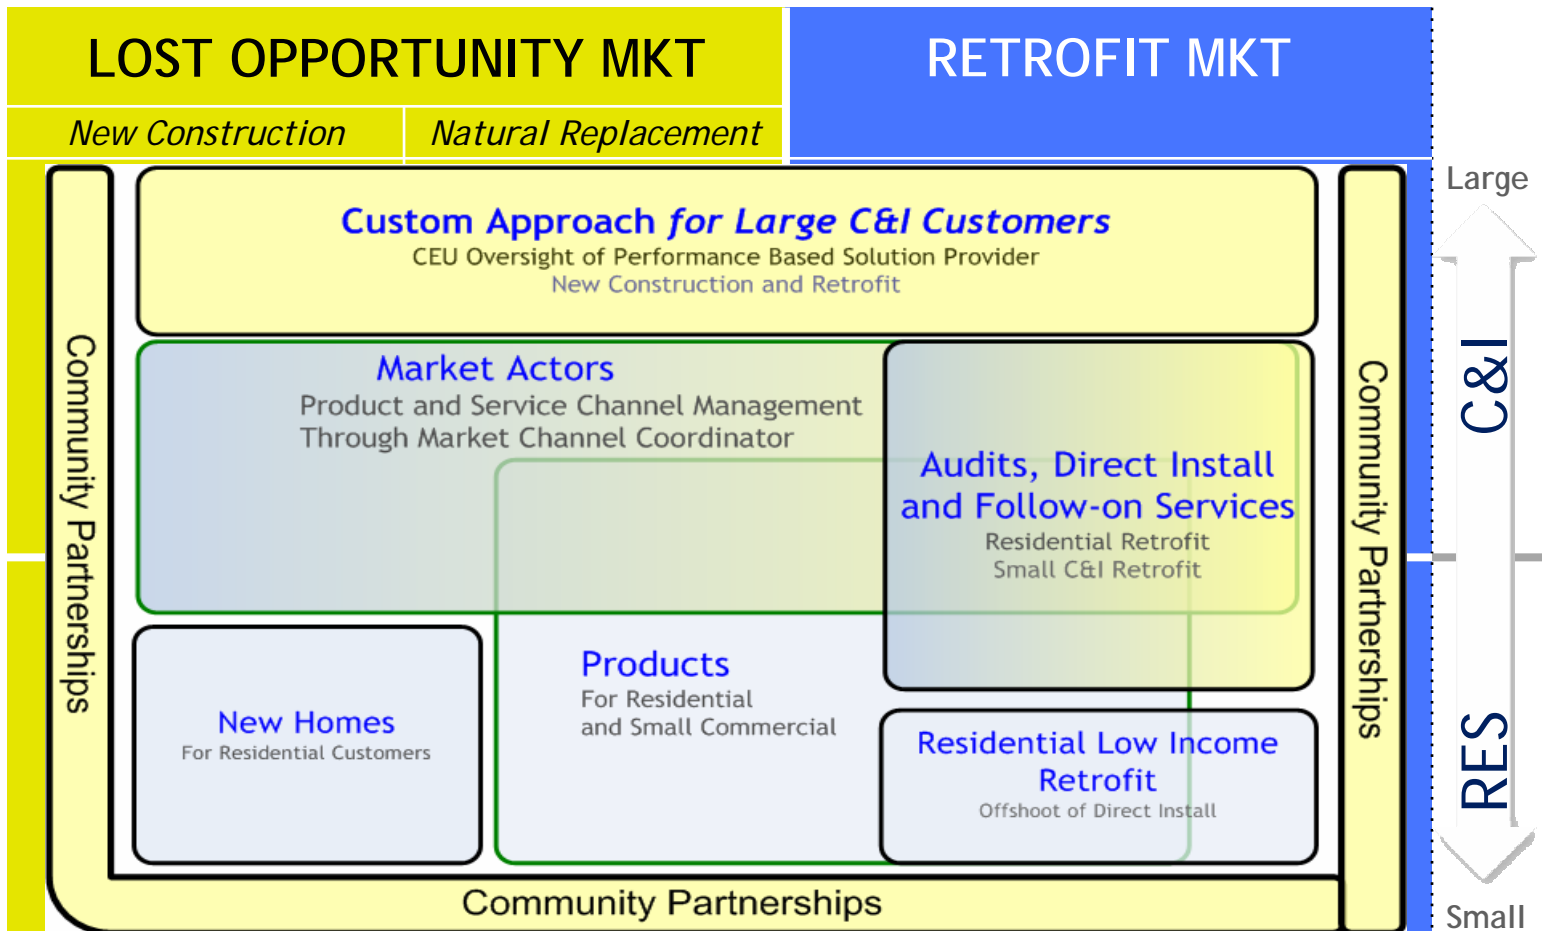 LOST OPPORTUNITY MKT
RETROFIT MKT
New Construction
Natural Replacement
Large
Custom Approach for Large C&I Customers
CEU Oversight of Performance Based Solution Provider
New Construction and Retrofit
Community Partnerships
Market Actors
Product and Service Channel Management
Through Market Channel Coordinator
Audits, Direct Install
and Follow-on Services
Residential Retrofit
Small C&I Retrofit
Community Partnerships
C&I
New Homes
For Residential Customers
Products
For Residential
and Small Commercial
Residential Low Income
Retrofit
Offshoot of Direct Install
RES
Community Partnerships
Small